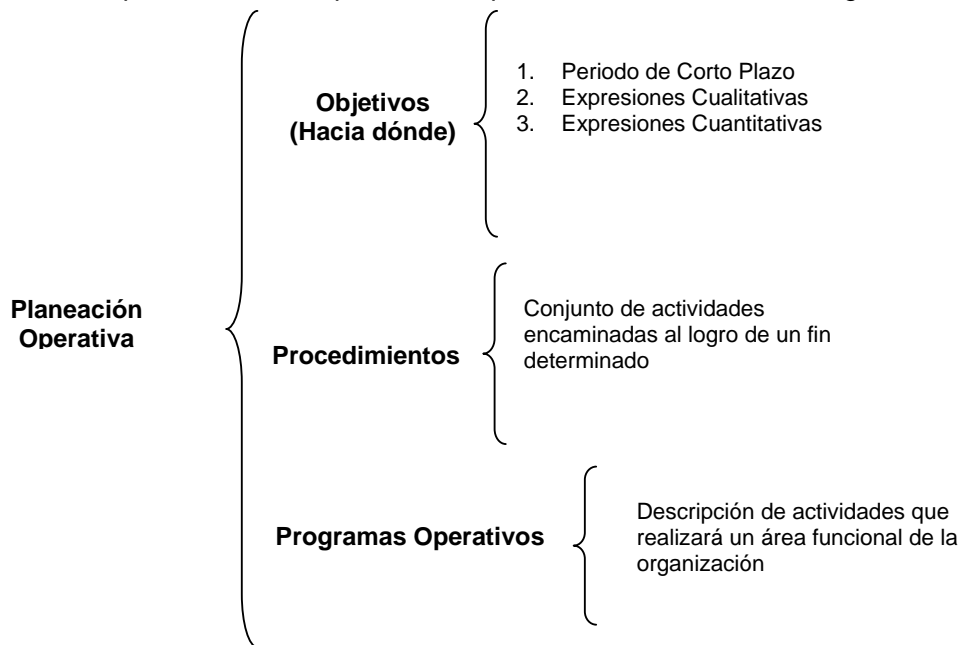 Planeación
Operativa
Objetivos
(Hacia dónde)
1. Periodo de Corto Plazo
2. Expresiones Cualitativas
3. Expresiones Cuantitativas
Procedimientos
Conjunto de actividades
encaminadas al logro de un fin
determinado
Programas Operativos
Descripción de actividades que
realizará un área funcional de la
organización